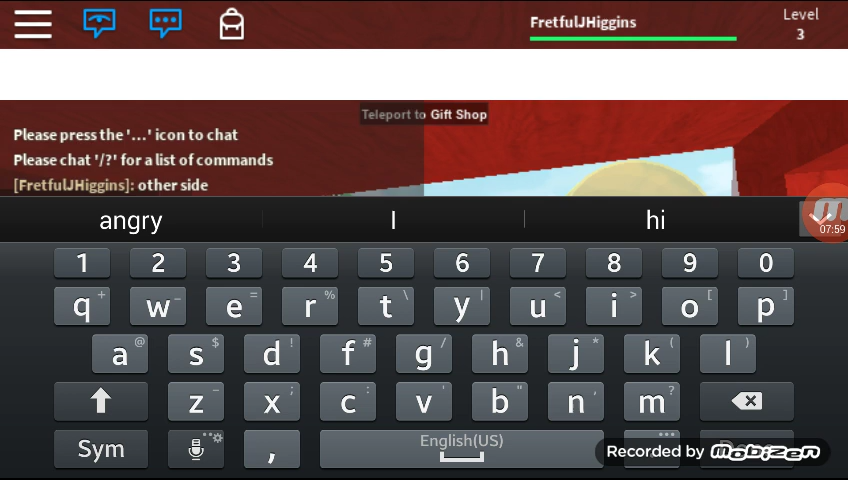 FretfulJHiggins
Level
3
Teleport to Gift Shop
Please press the '...' icon to chat
Please chat '/?' for a list of commands
[FretfulJHiggins]: other side
angry I hi
07:59
1 2 3 4 5 6 7 8 9 0
q + w _ e = r % t \ y | u < i > o [ p ]
a @ s $ d ! f # g / h & j * k ( l )
z - x ; c : v ' b " n , m ?
Sym , English(US)
Recorded by Mobizen